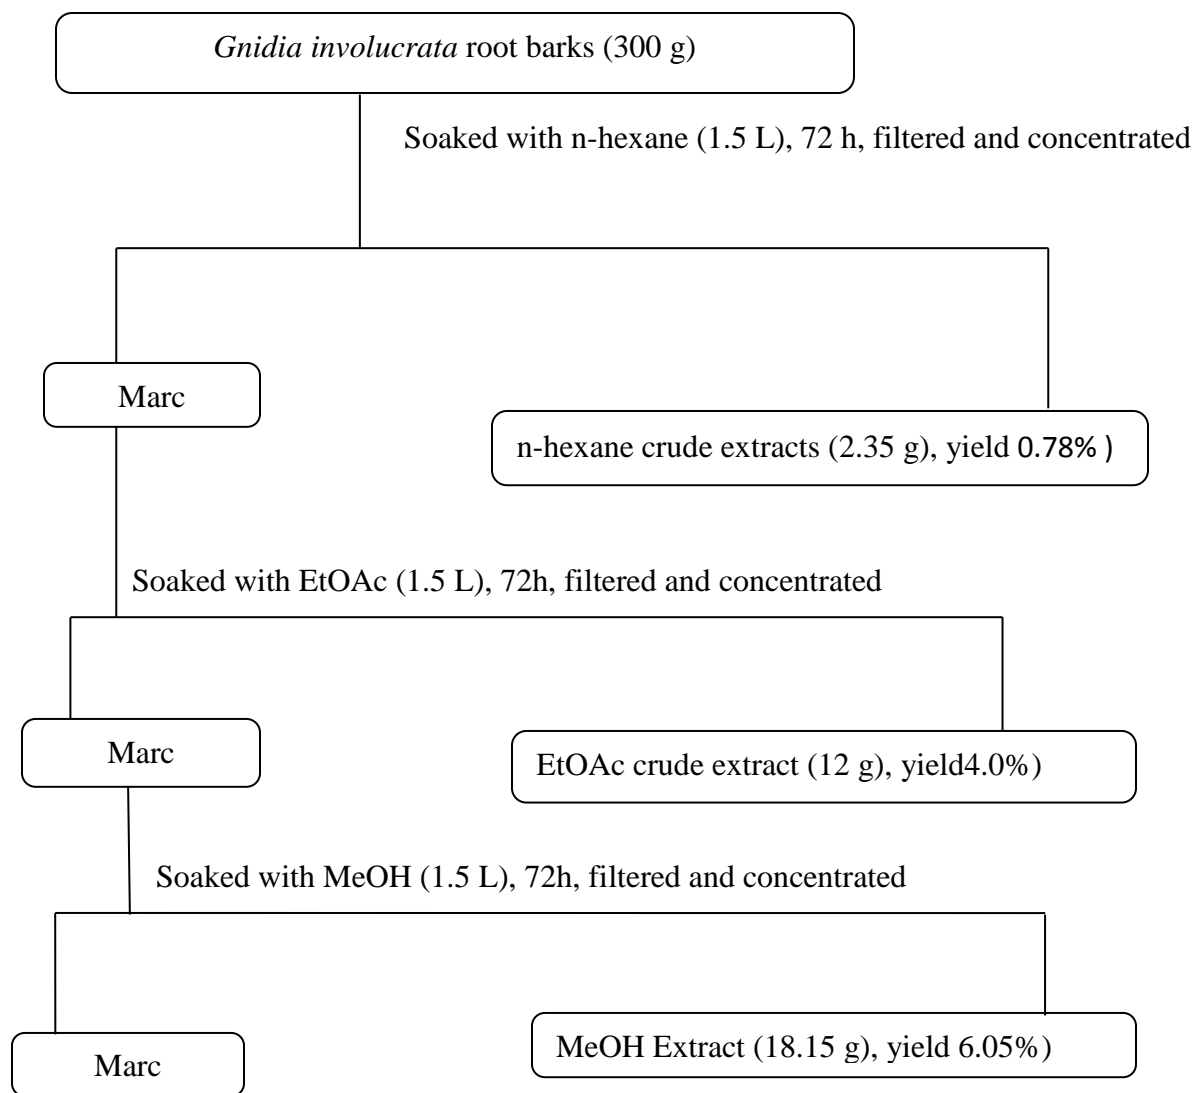 Gnidia involucrata root barks (300 g)
Soaked with n-hexane (1.5 L), 72 h, filtered and concentrated
Marc
n-hexane crude extracts (2.35 g), yield 0.78% )
Soaked with EtOAc (1.5 L), 72h, filtered and concentrated
Marc
EtOAc crude extract (12 g), yield4.0%)
Soaked with MeOH (1.5 L), 72h, filtered and concentrated
Marc
MeOH Extract (18.15 g), yield 6.05%)